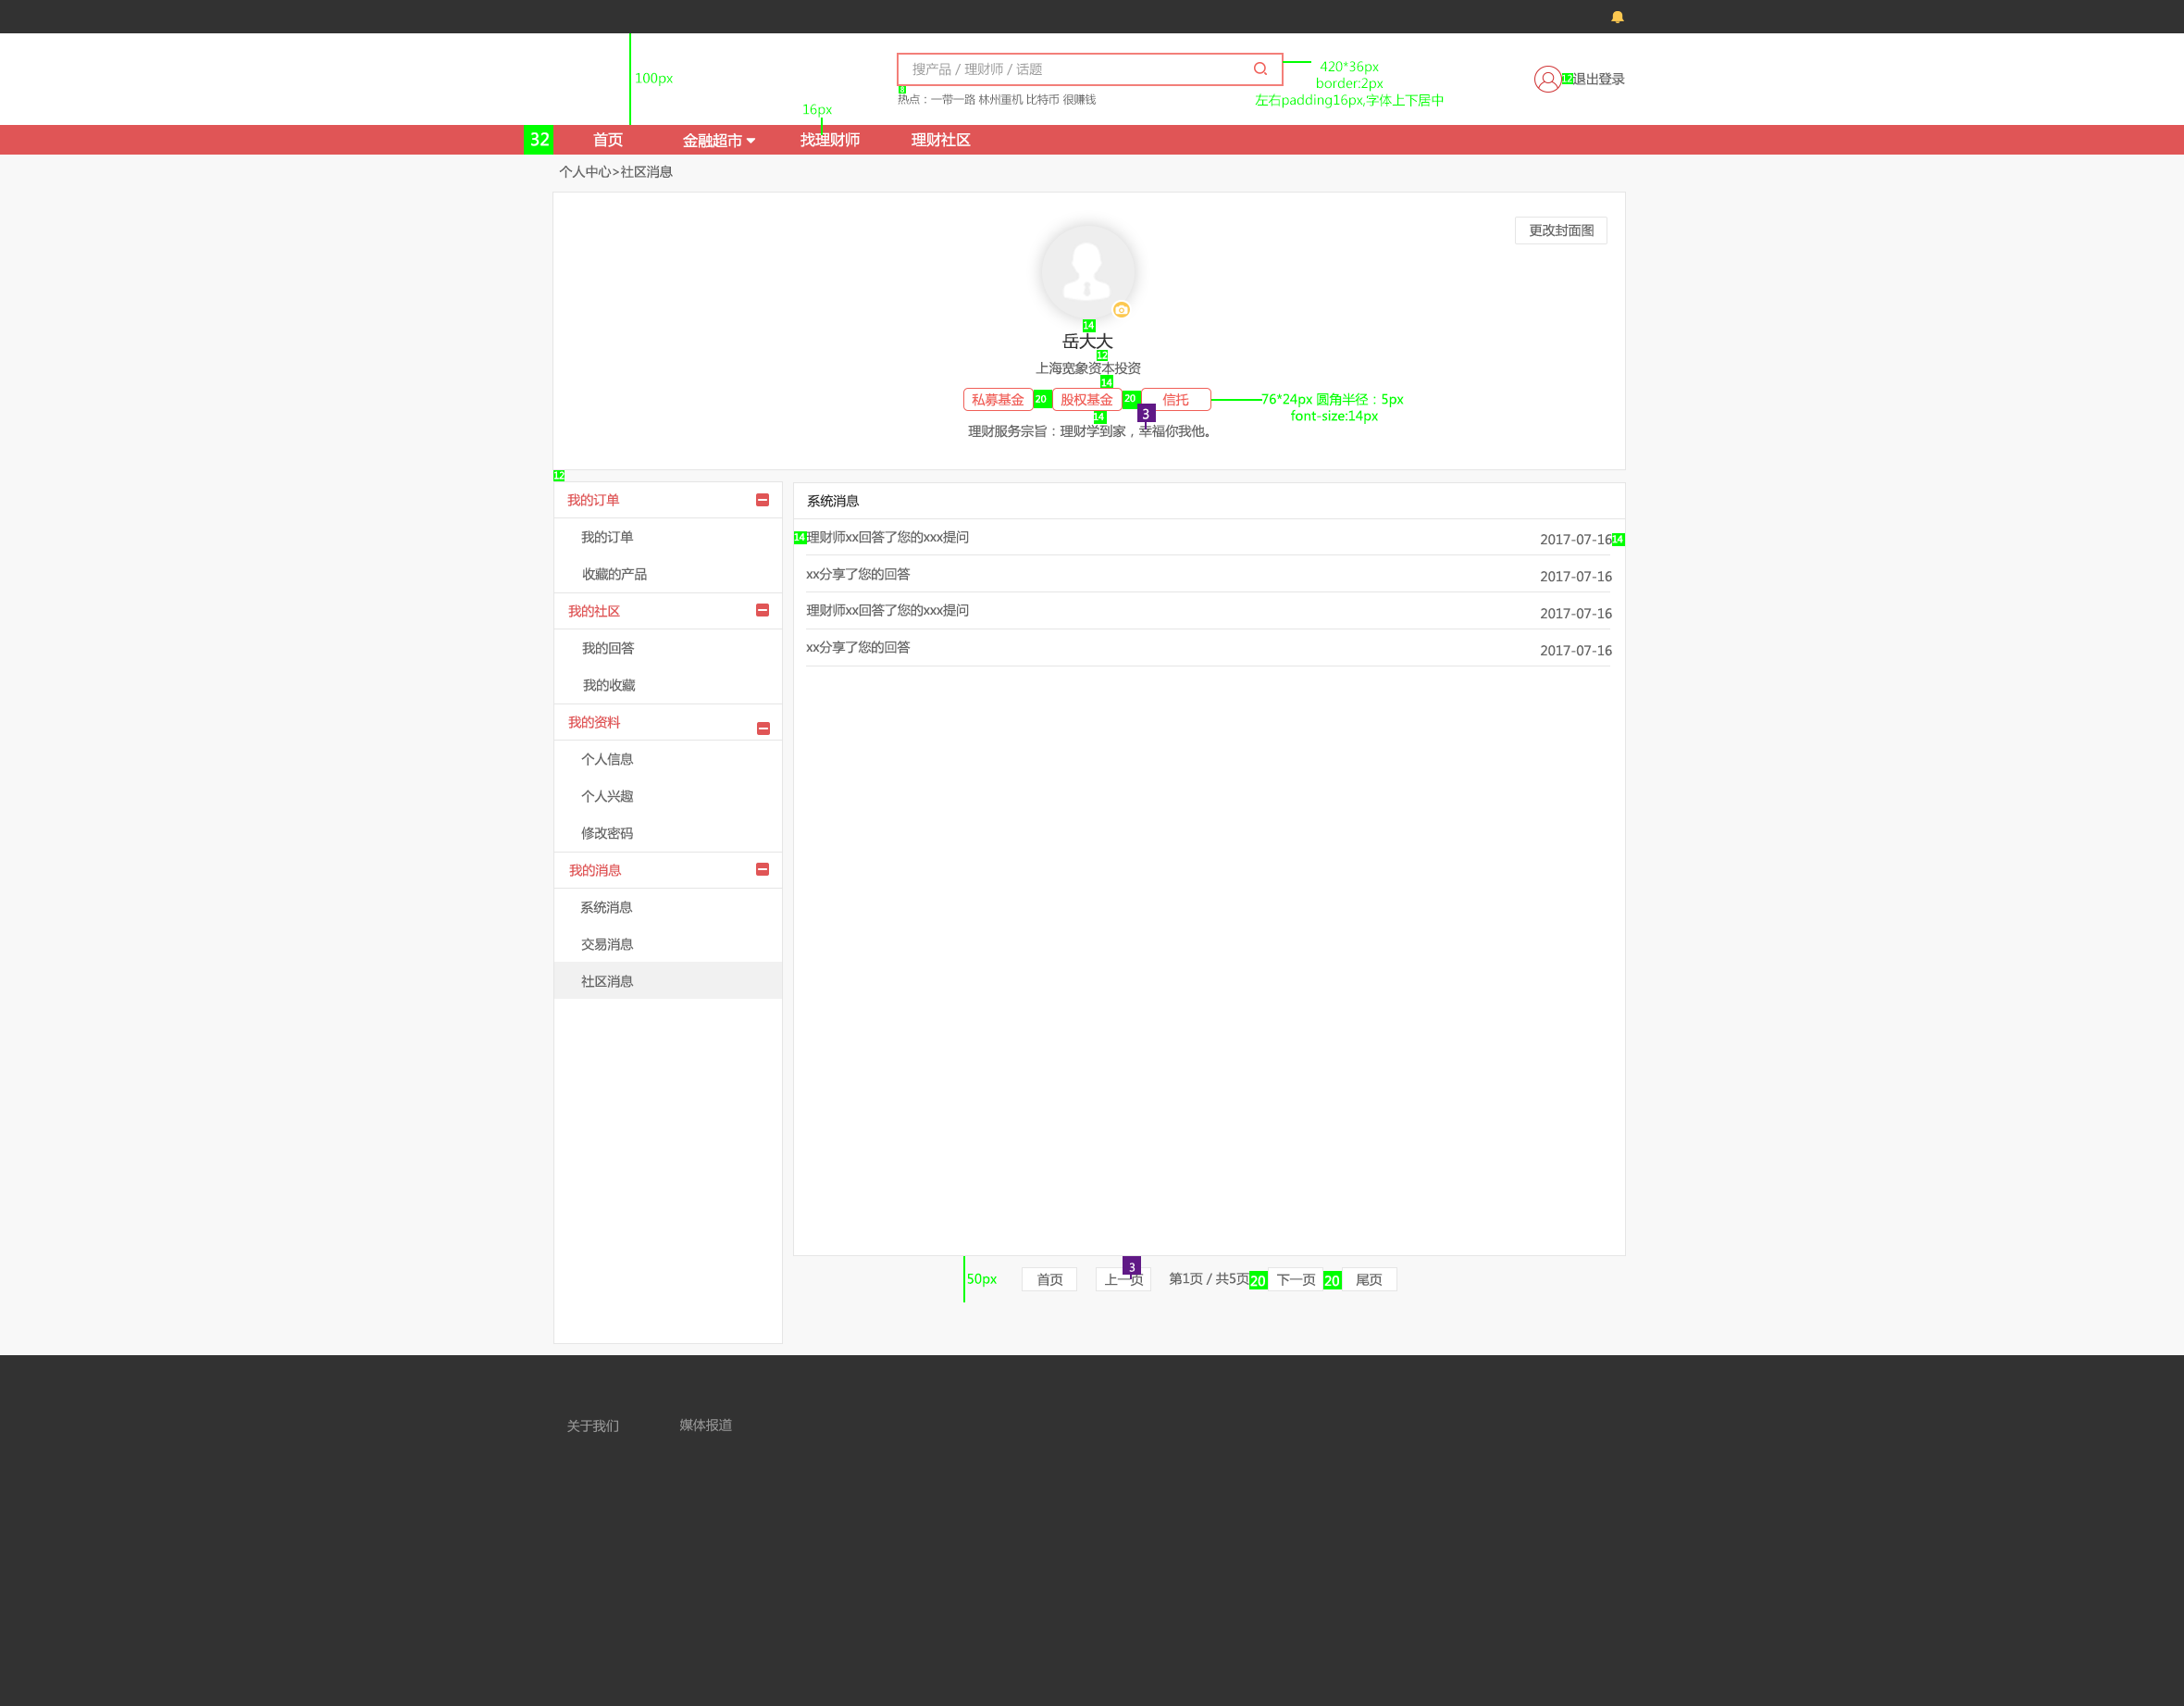 100px
搜产品 / 理财师 / 话题
420*36px
border:2px
左右padding16px,字体上下居中
12
退出登录
8
热点：一带一路 林州重机 比特币 很赚钱
16px
32
首页
金融超市
找理财师
理财社区
个人中心>社区消息
更改封面图
14
岳大大
12
上海宽象资本投资
14
私募基金
20
股权基金
20
信托
76*24px 圆角半径：5px
font-size:14px
3
14
理财服务宗旨：理财学到家，幸福你我他。
12
我的订单
我的订单
收藏的产品
我的社区
我的回答
我的收藏
我的资料
个人信息
个人兴趣
修改密码
我的消息
系统消息
交易消息
社区消息
系统消息
14
理财师xx回答了您的xxx提问
2017-07-16
14
xx分享了您的回答
2017-07-16
理财师xx回答了您的xxx提问
2017-07-16
xx分享了您的回答
2017-07-16
50px
首页
3
上一页
第1页 / 共5页
20
下一页
20
尾页
关于我们
媒体报道